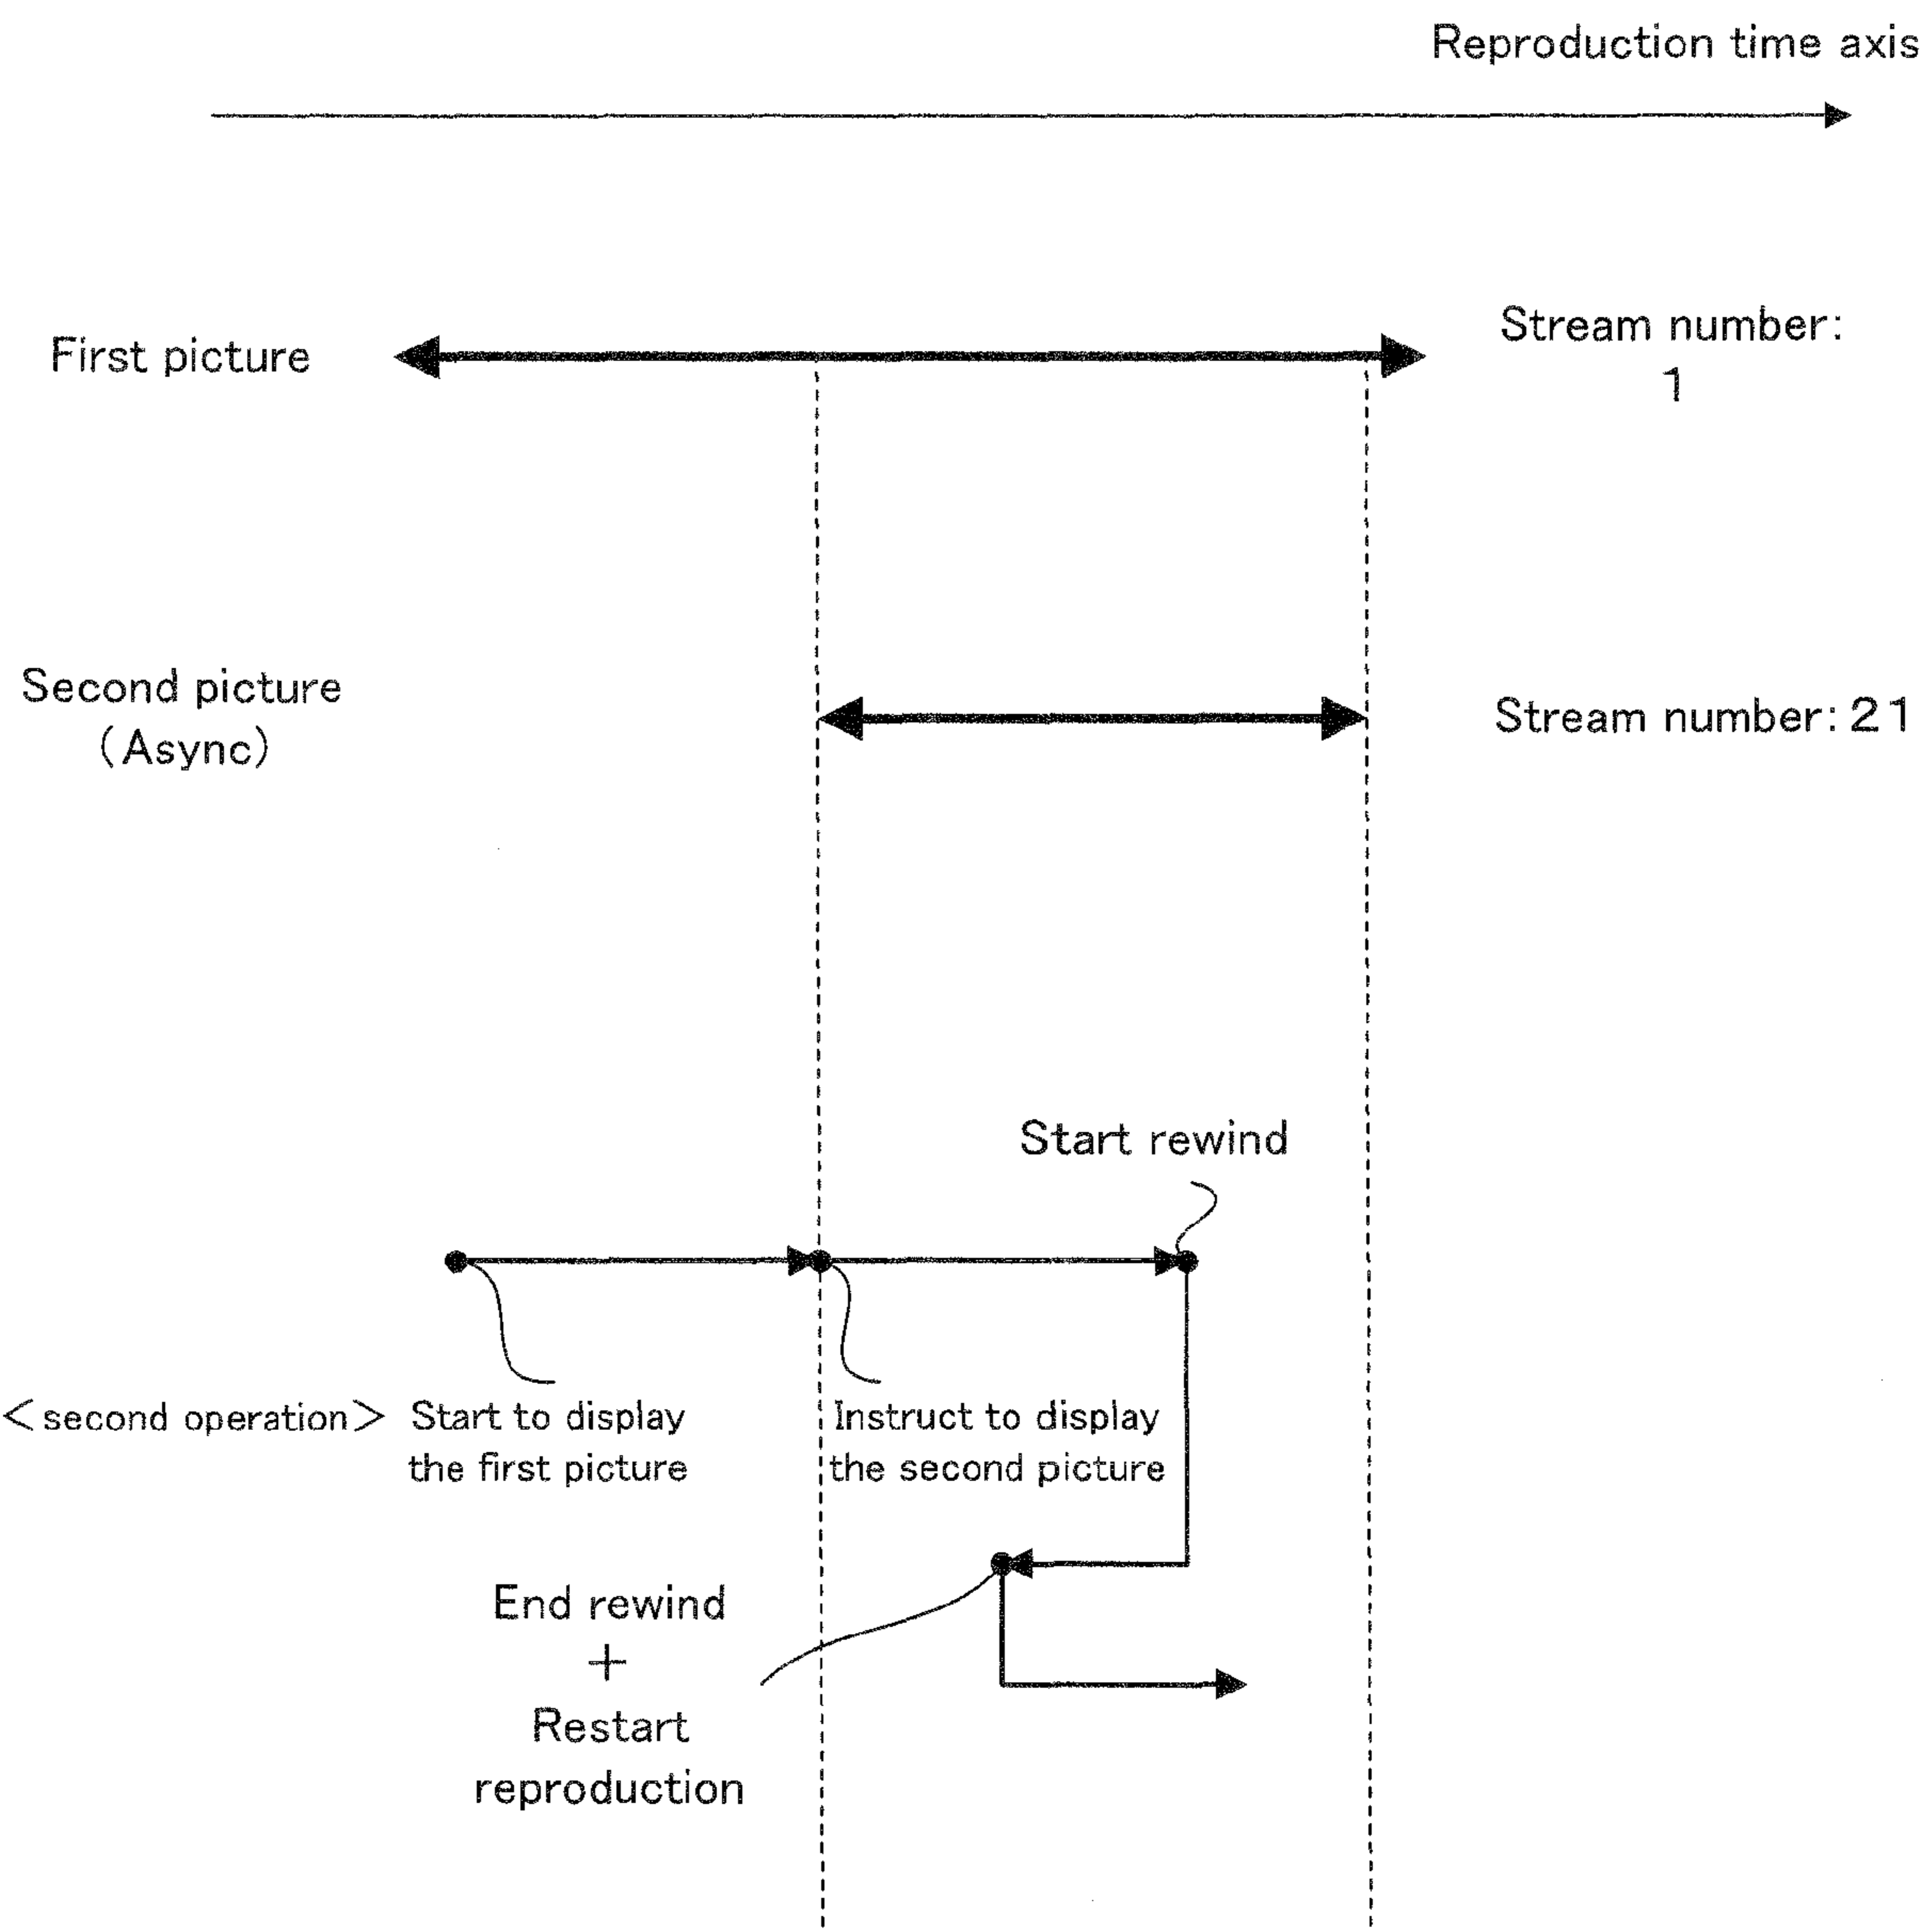 Reproduction time axis
First picture
Stream number:
1
Second picture
(Async)
Stream number: 21
Start rewind
<second operation>
Start to display
the first picture
Instruct to display
the second picture
End rewind
+
Restart
reproduction